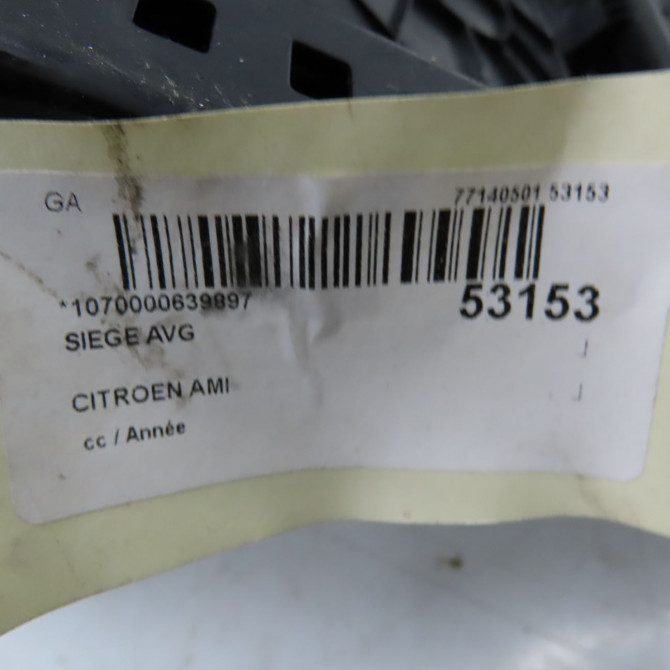 GA
77140501 53153
*1070000639897
53153
SIEGE AVG
CITROEN AMI
cc / Année